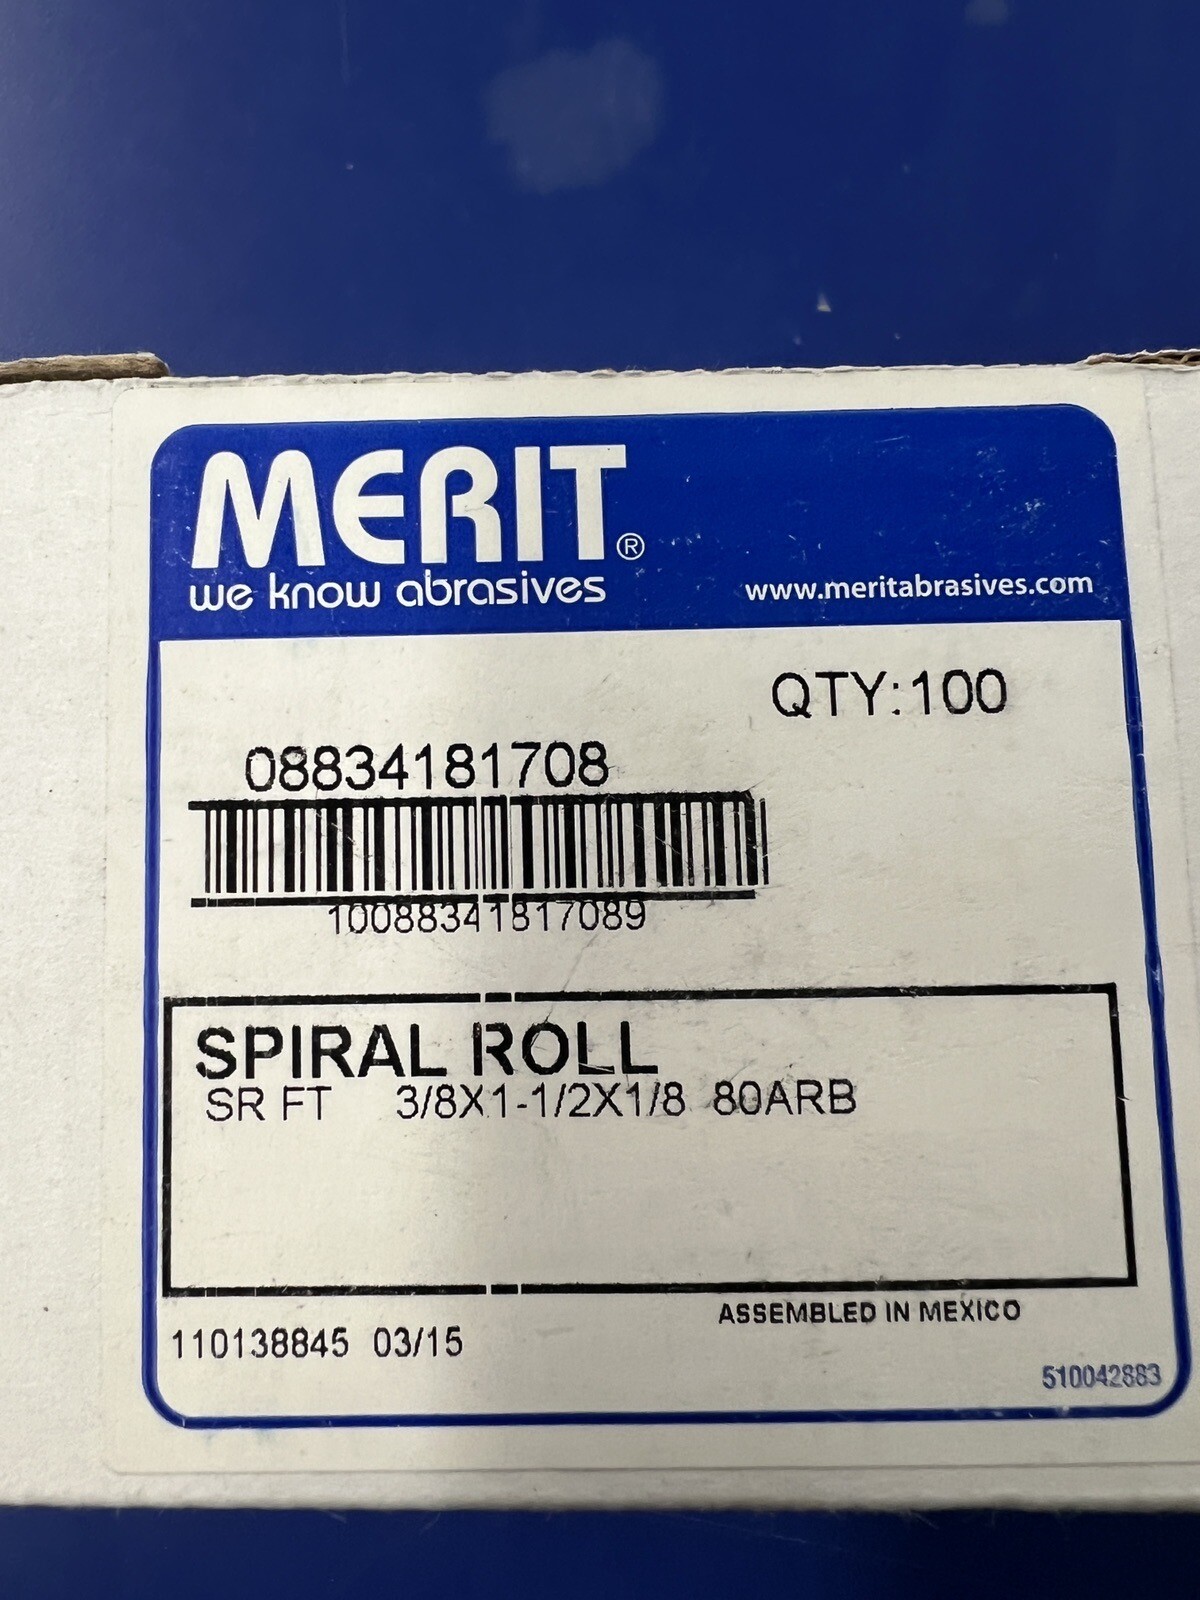 MERIT®
we know abrasives
www.meritabrasives.com
QTY:100
08834181708
10088341817089
SPIRAL ROLL
SR FT 3/8X1-1/2X1/8 80ARB
ASSEMBLED IN MEXICO
110138845 03/15
510042883